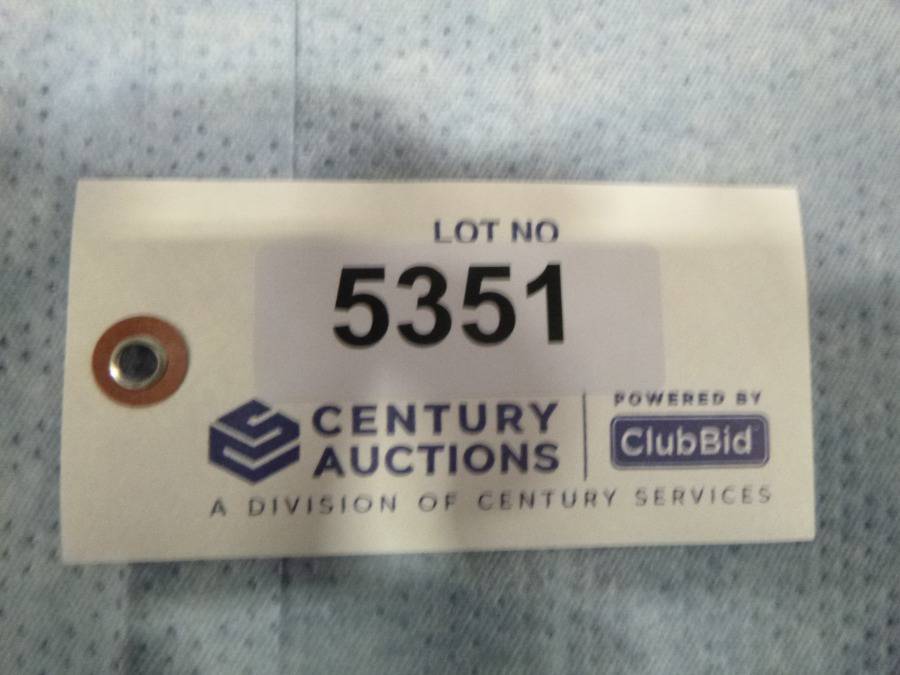 LOT NO
5351
CENTURY
AUCTIONS
POWERED BY
ClubBid
A DIVISION OF CENTURY SERVICES